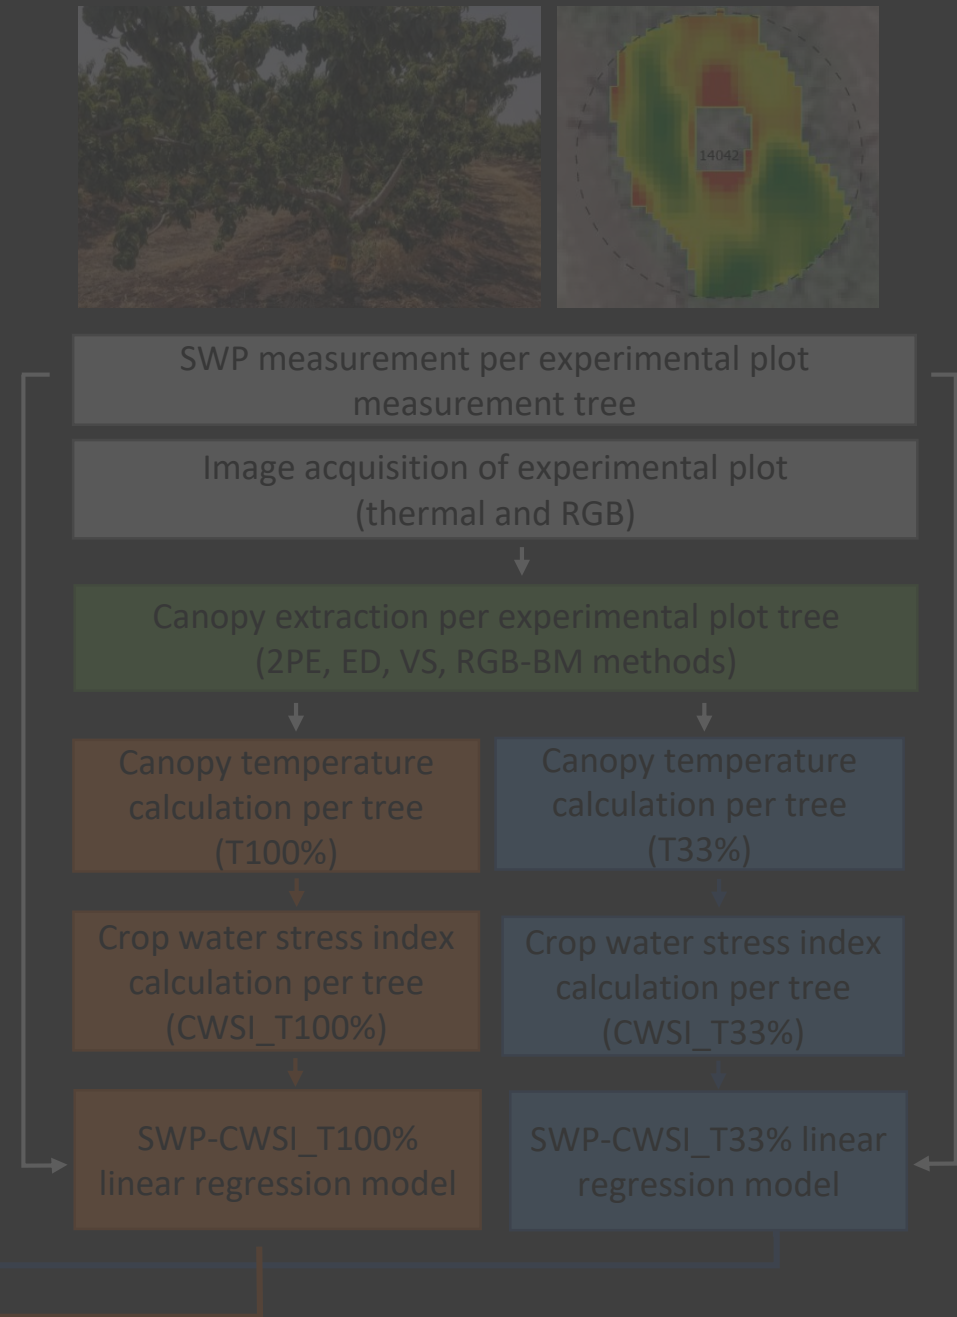 14042
SWP measurement per experimental plot
measurement tree
Image acquisition of experimental plot
(thermal and RGB)
Canopy extraction per experimental plot tree
(2PE, ED, VS, RGB-BM methods)
Canopy temperature
calculation per tree
(T100%)
Canopy temperature
calculation per tree
(T33%)
Crop water stress index
calculation per tree
(CWSI_T100%)
Crop water stress index
calculation per tree
(CWSI_T33%)
SWP-CWSI_T100%
linear regression model
SWP-CWSI_T33% linear
regression model